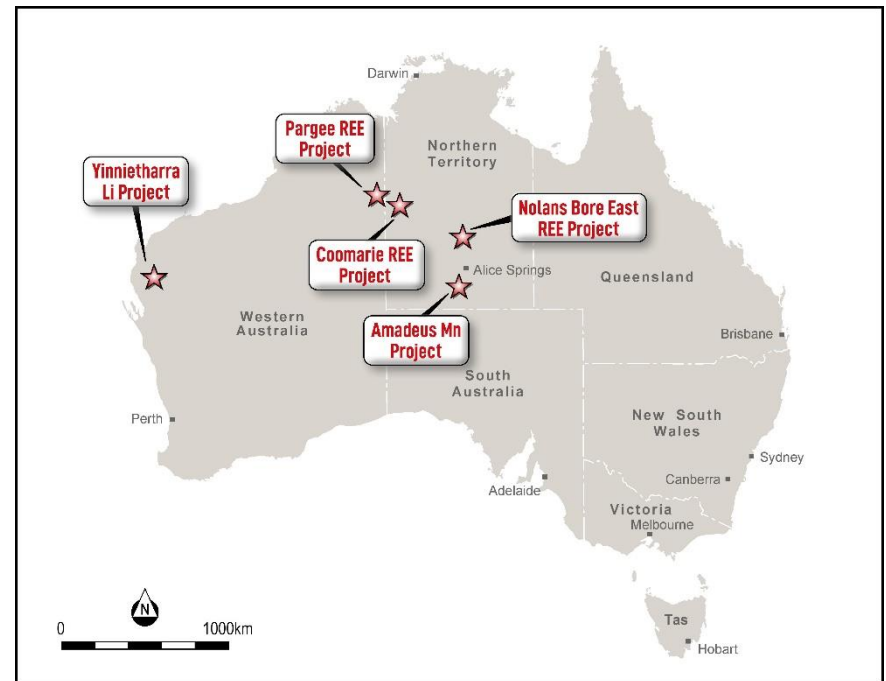 Darwin
Pargee REE
Project
Northern
Territory
Yinnietharra
Li Project
Nolans Bore East
REE Project
Coomarie REE
Project
Alice Springs
Queensland
Western
Australia
Amadeus Mn
Project
Brisbane
South
Australia
Perth
New South
Wales
Sydney
Canberra
Adelaide
Victoria
Melbourne
N
0 1000km
Tas
Hobart